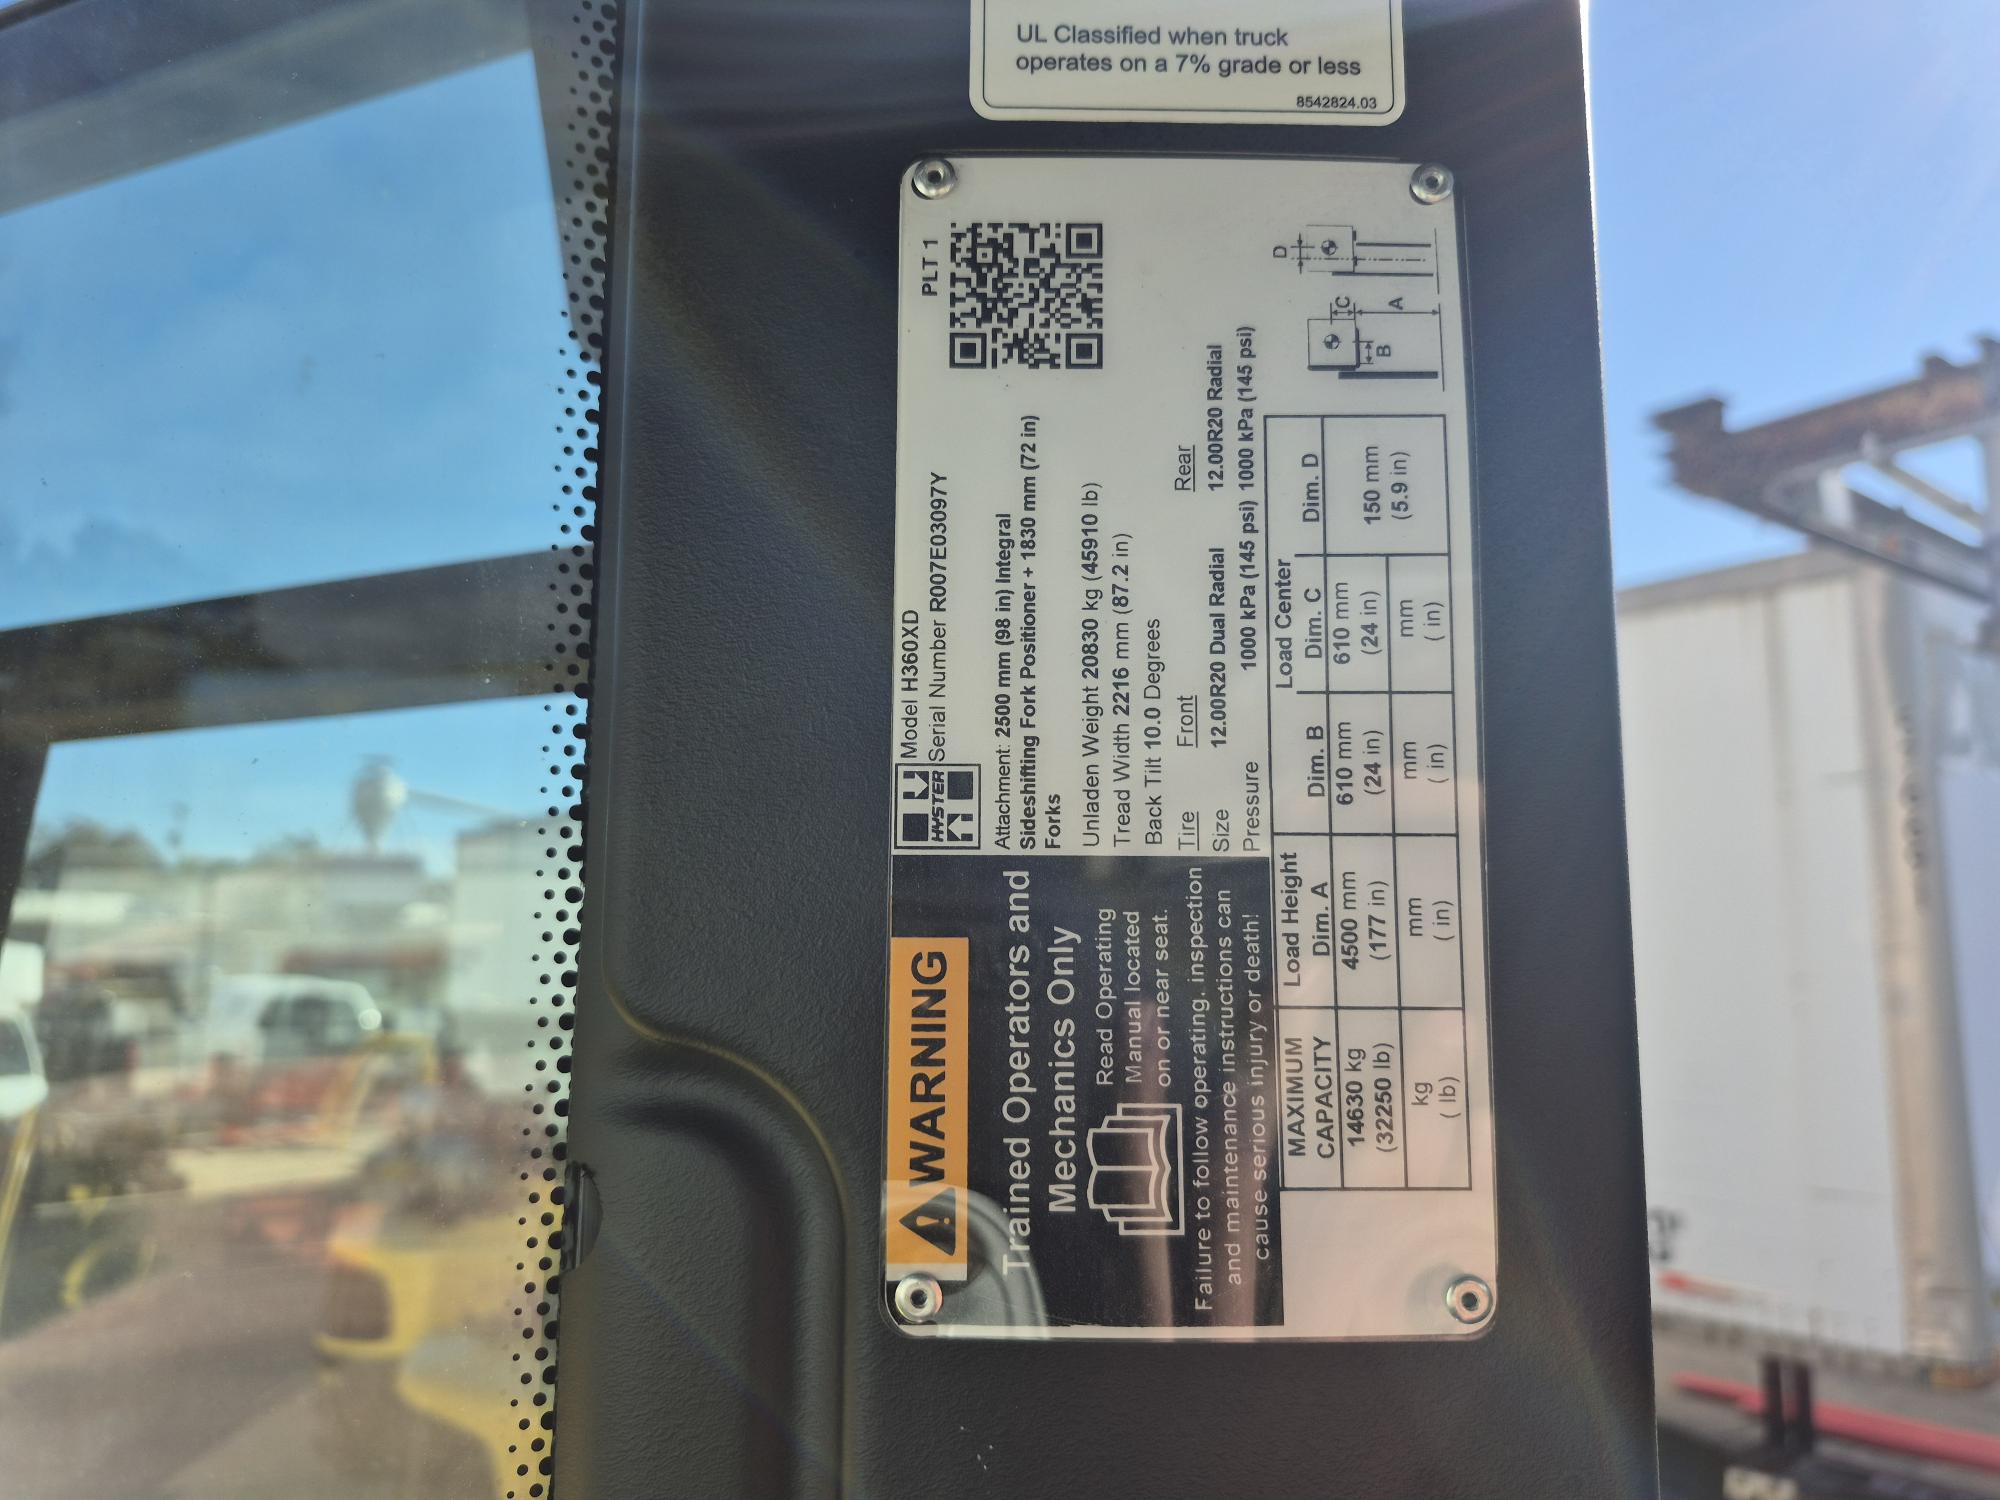 UL Classified when truck
operates on a 7% grade or less
8542824.03
WARNING
Trained Operators and
Mechanics Only
Read Operating
Manual located
on or near seat.
Failure to follow operating, inspection
and maintenance instructions can
cause serious injury or death!
HYSTER
Model H360XD
Serial Number R007E03097Y
PLT 1
Attachment: 2500 mm (98 in) Integral
Sideshifting Fork Positioner + 1830 mm (72 in)
Forks
Unladen Weight 20830 kg (45910 lb)
Tread Width 2216 mm (87.2 in)
Back Tilt 10.0 Degrees
Tire Front Rear
Size 12.00R20 Dual Radial 12.00R20 Radial
Pressure 1000 kPa (145 psi) 1000 kPa (145 psi)
MAXIMUM Load Height Load Center
CAPACITY Dim. A Dim. B Dim. C Dim. D
14630 kg 4500 mm 610 mm 610 mm 150 mm
(32250 lb) (177 in) (24 in) (24 in) (5.9 in)
kg mm mm mm
( lb) ( in) ( in) ( in)
B A C D